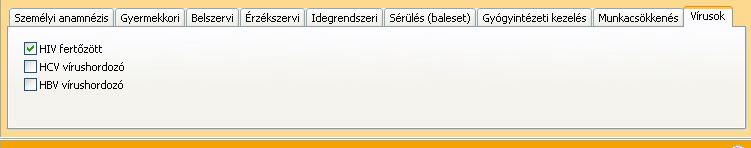 Személyi anamnézis Gyermekkori Belszervi Érzékszervi Idegrendszeri Sérülés (baleset) Gyógyintézeti kezelés Munkacsökkenés Vírusok
HIV fertőzött
HCV vírushordozó
HBV vírushordozó